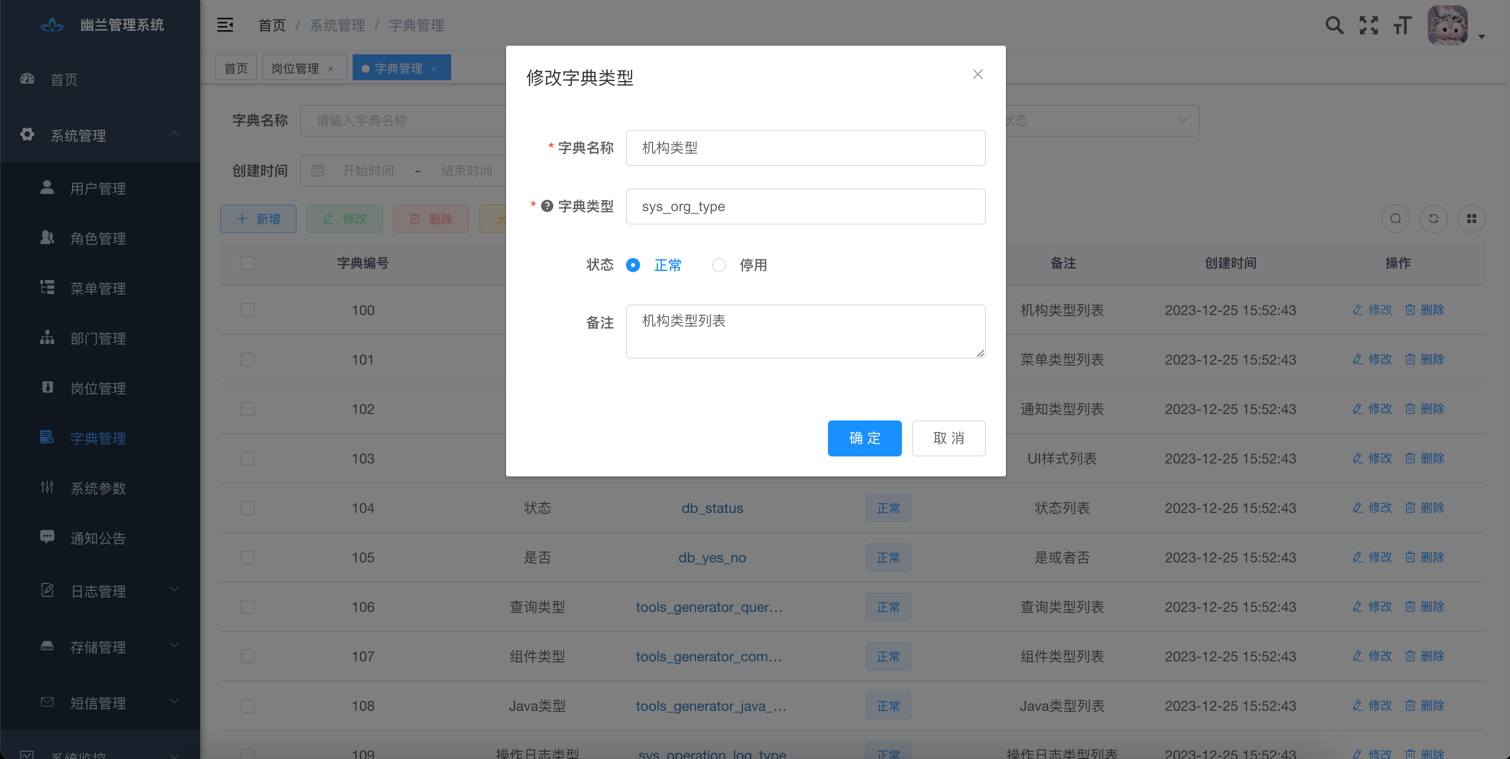 幽兰管理系统
首页 / 系统管理 / 字典管理
首页
系统管理
用户管理
角色管理
菜单管理
部门管理
岗位管理
字典管理
系统参数
通知公告
日志管理
存储管理
短信管理
系统监控
首页 岗位管理 × 字典管理 ×
字典名称 请输入字典名称 状态
创建时间 开始时间 - 结束时间
新增 修改 删除
修改字典类型
* 字典名称 机构类型
* 字典类型 sys_org_type
状态 正常 停用
备注 机构类型列表
确 定 取 消
字典编号 备注 创建时间 操作
100 机构类型列表 2023-12-25 15:52:43 修改 删除
101 菜单类型列表 2023-12-25 15:52:43 修改 删除
102 通知类型列表 2023-12-25 15:52:43 修改 删除
103 UI样式列表 2023-12-25 15:52:43 修改 删除
104 状态 db_status 正常 状态列表 2023-12-25 15:52:43 修改 删除
105 是否 db_yes_no 正常 是或者否 2023-12-25 15:52:43 修改 删除
106 查询类型 tools_generator_quer... 正常 查询类型列表 2023-12-25 15:52:43 修改 删除
107 组件类型 tools_generator_com... 正常 组件类型列表 2023-12-25 15:52:43 修改 删除
108 Java类型 tools_generator_java_... 正常 Java类型列表 2023-12-25 15:52:43 修改 删除
109 操作日志类型 sys_operation_log_type 正常 操作日志类型列表 2023-12-25 15:52:43 修改 删除